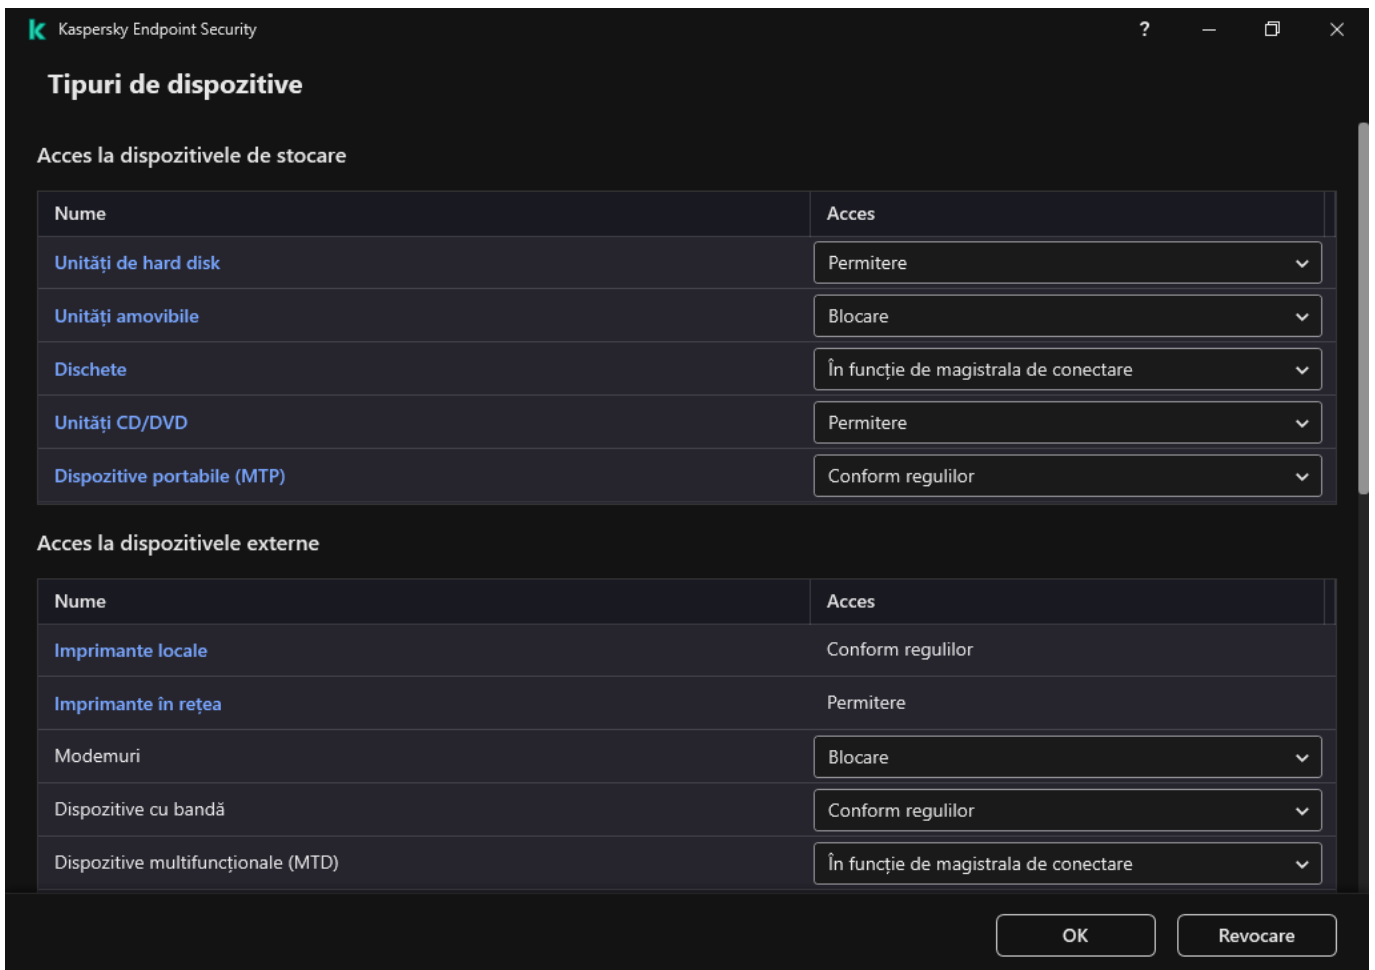 Kaspersky Endpoint Security
?
Tipuri de dispozitive
Acces la dispozitivele de stocare
Nume Acces
Unități de hard disk Permitere
Unități amovibile Blocare
Dischete În funcție de magistrala de conectare
Unități CD/DVD Permitere
Dispozitive portabile (MTP) Conform regulilor
Acces la dispozitivele externe
Nume Acces
Imprimante locale Conform regulilor
Imprimante în rețea Permitere
Modemuri Blocare
Dispozitive cu bandă Conform regulilor
Dispozitive multifuncționale (MTD) În funcție de magistrala de conectare
OK Revocare